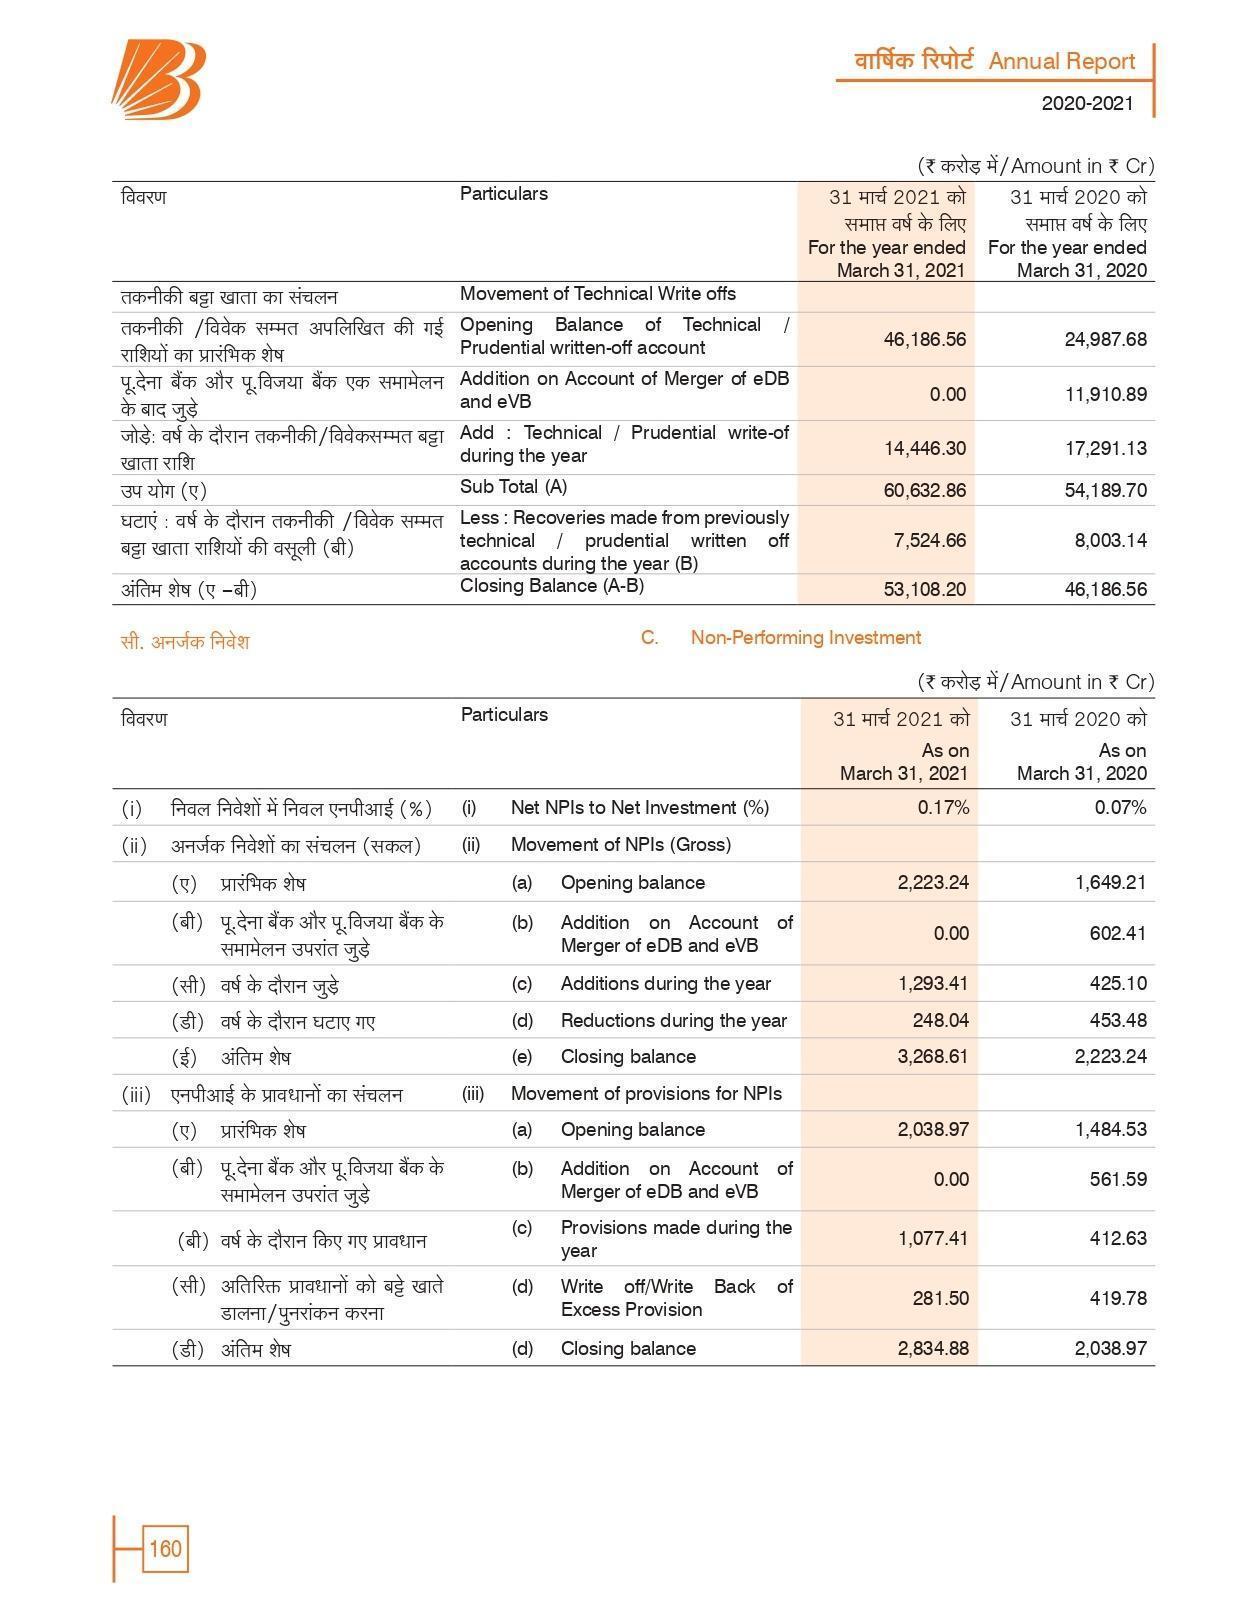 वार्षिक रिपोर्ट Annual Report
2020-2021
(₹ करोड़ में/Amount in ₹ Cr)
विवरण Particulars 31 मार्च 2021 को 31 मार्च 2020 को
समाप्त वर्ष के लिए समाप्त वर्ष के लिए
For the year ended For the year ended
March 31, 2021 March 31, 2020
तकनीकी बट्टा खाता का संचलन Movement of Technical Write offs
तकनीकी /विवेक सम्मत अपलिखित की गई Opening Balance of Technical /
राशियों का प्रारंभिक शेष Prudential written-off account 46,186.56 24,987.68
पू.देना बैंक और पू.विजया बैंक एक समामेलन Addition on Account of Merger of eDB
के बाद जुड़े and eVB 0.00 11,910.89
जोड़े: वर्ष के दौरान तकनीकी/विवेकसम्मत बट्टा Add : Technical / Prudential write-of
खाता राशि during the year 14,446.30 17,291.13
उप योग (ए) Sub Total (A) 60,632.86 54,189.70
घटाएं : वर्ष के दौरान तकनीकी /विवेक सम्मत Less : Recoveries made from previously
बट्टा खाता राशियों की वसूली (बी) technical / prudential written off 7,524.66 8,003.14
accounts during the year (B)
अंतिम शेष (ए –बी) Closing Balance (A-B) 53,108.20 46,186.56
सी. अनर्जक निवेश C. Non-Performing Investment
(₹ करोड़ में/Amount in ₹ Cr)
विवरण Particulars 31 मार्च 2021 को 31 मार्च 2020 को
As on As on
March 31, 2021 March 31, 2020
(i) निवल निवेशों में निवल एनपीआई (%) (i) Net NPIs to Net Investment (%) 0.17% 0.07%
(ii) अनर्जक निवेशों का संचलन (सकल) (ii) Movement of NPIs (Gross)
(ए) प्रारंभिक शेष (a) Opening balance 2,223.24 1,649.21
(बी) पू.देना बैंक और पू.विजया बैंक के (b) Addition on Account of
समामेलन उपरांत जुड़े Merger of eDB and eVB 0.00 602.41
(सी) वर्ष के दौरान जुड़े (c) Additions during the year 1,293.41 425.10
(डी) वर्ष के दौरान घटाए गए (d) Reductions during the year 248.04 453.48
(ई) अंतिम शेष (e) Closing balance 3,268.61 2,223.24
(iii) एनपीआई के प्रावधानों का संचलन (iii) Movement of provisions for NPIs
(ए) प्रारंभिक शेष (a) Opening balance 2,038.97 1,484.53
(बी) पू.देना बैंक और पू.विजया बैंक के (b) Addition on Account of
समामेलन उपरांत जुड़े Merger of eDB and eVB 0.00 561.59
(बी) वर्ष के दौरान किए गए प्रावधान (c) Provisions made during the 1,077.41 412.63
year
(सी) अतिरिक्त प्रावधानों को बट्टे खाते (d) Write off/Write Back of
डालना/पुनरांकन करना Excess Provision 281.50 419.78
(डी) अंतिम शेष (d) Closing balance 2,834.88 2,038.97
160